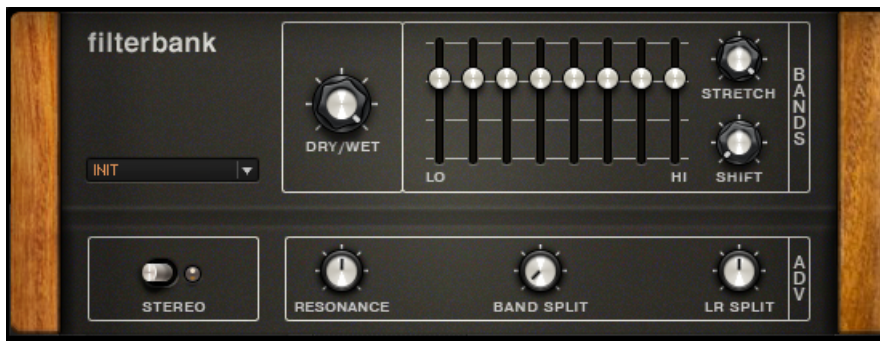 filterbank
INIT
DRY/WET
LO
HI
STRETCH
SHIFT
BANDS
STEREO
RESONANCE
BAND SPLIT
LR SPLIT
ADV